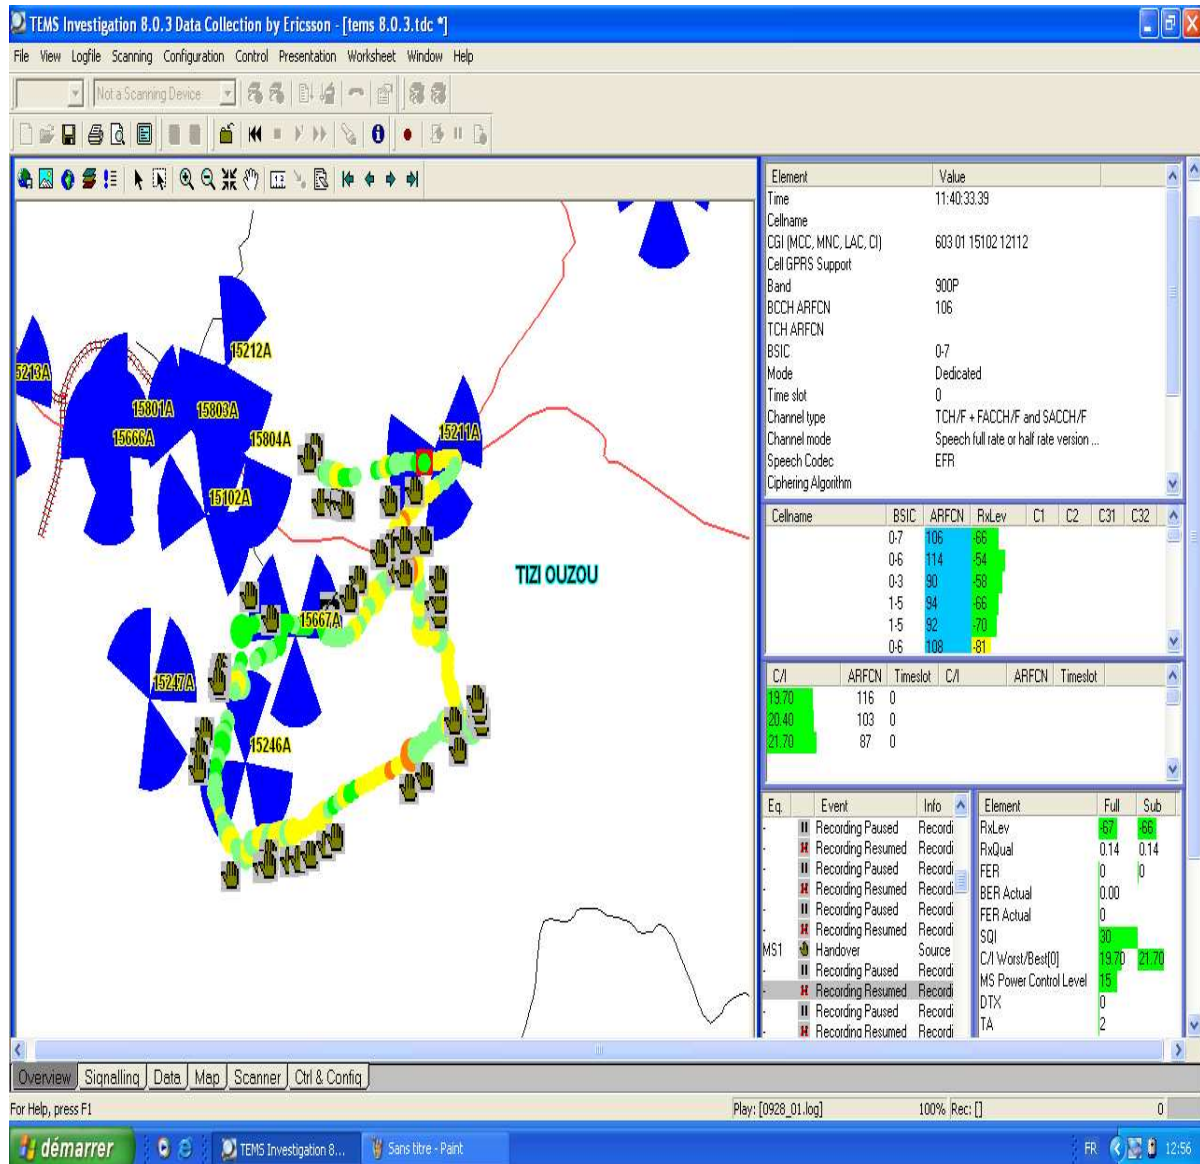 TEMS Investigation 8.0.3 Data Collection by Ericsson - [tems 8.0.3.tdc *]
File View Logfile Scanning Configuration Control Presentation Worksheet Window Help
Not a Scanning Device
Element Value
Time 11:40:33.39
Cellname
CGI (MCC, MNC, LAC, CI) 603 01 15102 12112
Cell GPRS Support
Band 900P
BCCH ARFCN 106
TCH ARFCN
BSIC 0-7
Mode Dedicated
Time slot 0
Channel type TCH/F + FACCH/F and SACCH/F
Channel mode Speech full rate or half rate version ...
Speech Codec EFR
Ciphering Algorithm
15212A
5213A
15801A
15803A
15666A
15804A
15211A
15102A
TIZI OUZOU
15667A
15247A
15246A
Cellname BSIC ARFCN RxLev C1 C2 C31 C32
0-7 106 -66
0-6 114 -54
0-3 90 -58
1-5 94 -66
1-5 92 -70
0-6 108 -81
C/I ARFCN Timeslot C/I ARFCN Timeslot
19.70 116 0
20.40 103 0
21.70 87 0
Eq. Event Info
- Recording Paused Recordi
- Recording Resumed Recordi
- Recording Paused Recordi
- Recording Resumed Recordi
- Recording Paused Recordi
- Recording Resumed Recordi
MS1 Handover Source
- Recording Paused Recordi
- Recording Resumed Recordi
- Recording Paused Recordi
- Recording Resumed Recordi
Element Full Sub
RxLev -67 -66
RxQual 0.14 0.14
FER 0 0
BER Actual 0.00
FER Actual 0
SQI 30
C/I Worst/Best[0] 19.70 21.70
MS Power Control Level 15
DTX 0
TA 2
Overview Signalling Data Map Scanner Ctrl & Config
For Help, press F1 Play: [0928_01.log] 100% Rec: [] 0
démarrer TEMS Investigation 8... Sans titre - Paint FR 12:56